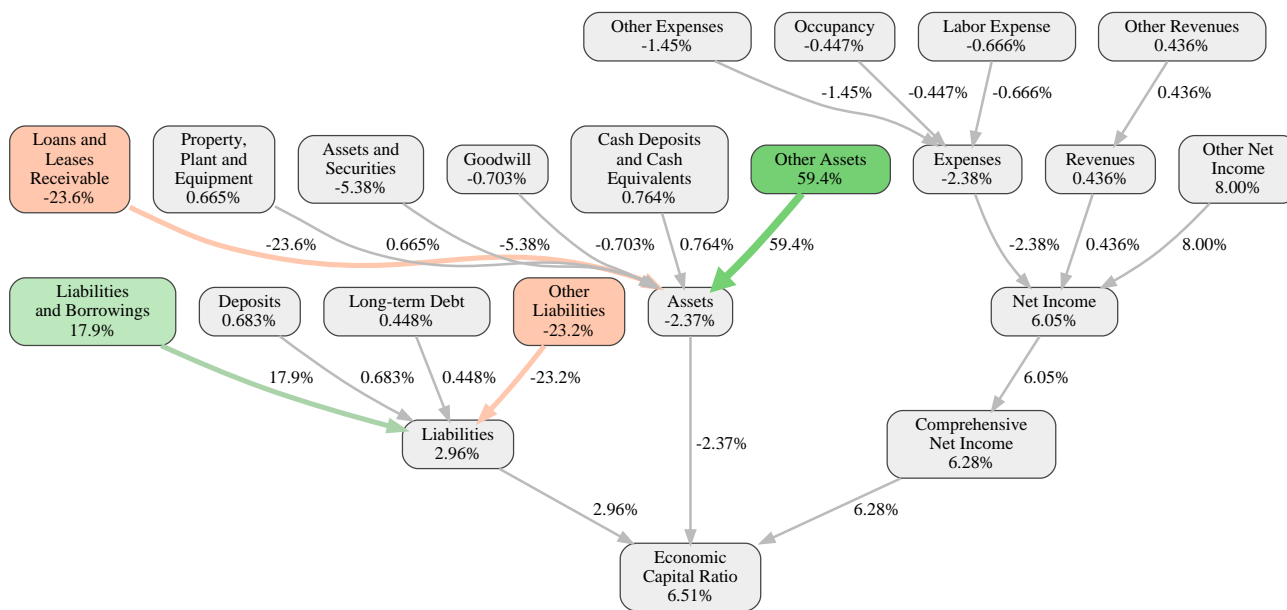 Other Expenses
-1.45%
Occupancy
-0.447%
Labor Expense
-0.666%
Other Revenues
0.436%
-1.45%
-0.447%
-0.666%
0.436%
Loans and
Leases
Receivable
-23.6%
Property,
Plant and
Equipment
0.665%
Assets and
Securities
-5.38%
Goodwill
-0.703%
Cash Deposits
and Cash
Equivalents
0.764%
Other Assets
59.4%
Expenses
-2.38%
Revenues
0.436%
Other Net
Income
8.00%
-23.6%
0.665%
-5.38%
-0.703%
0.764%
59.4%
-2.38%
0.436%
8.00%
Liabilities
and Borrowings
17.9%
Deposits
0.683%
Long-term Debt
0.448%
Other
Liabilities
-23.2%
Assets
-2.37%
Net Income
6.05%
17.9%
0.683%
0.448%
-23.2%
6.05%
Liabilities
2.96%
-2.37%
Comprehensive
Net Income
6.28%
2.96%
6.28%
Economic
Capital Ratio
6.51%